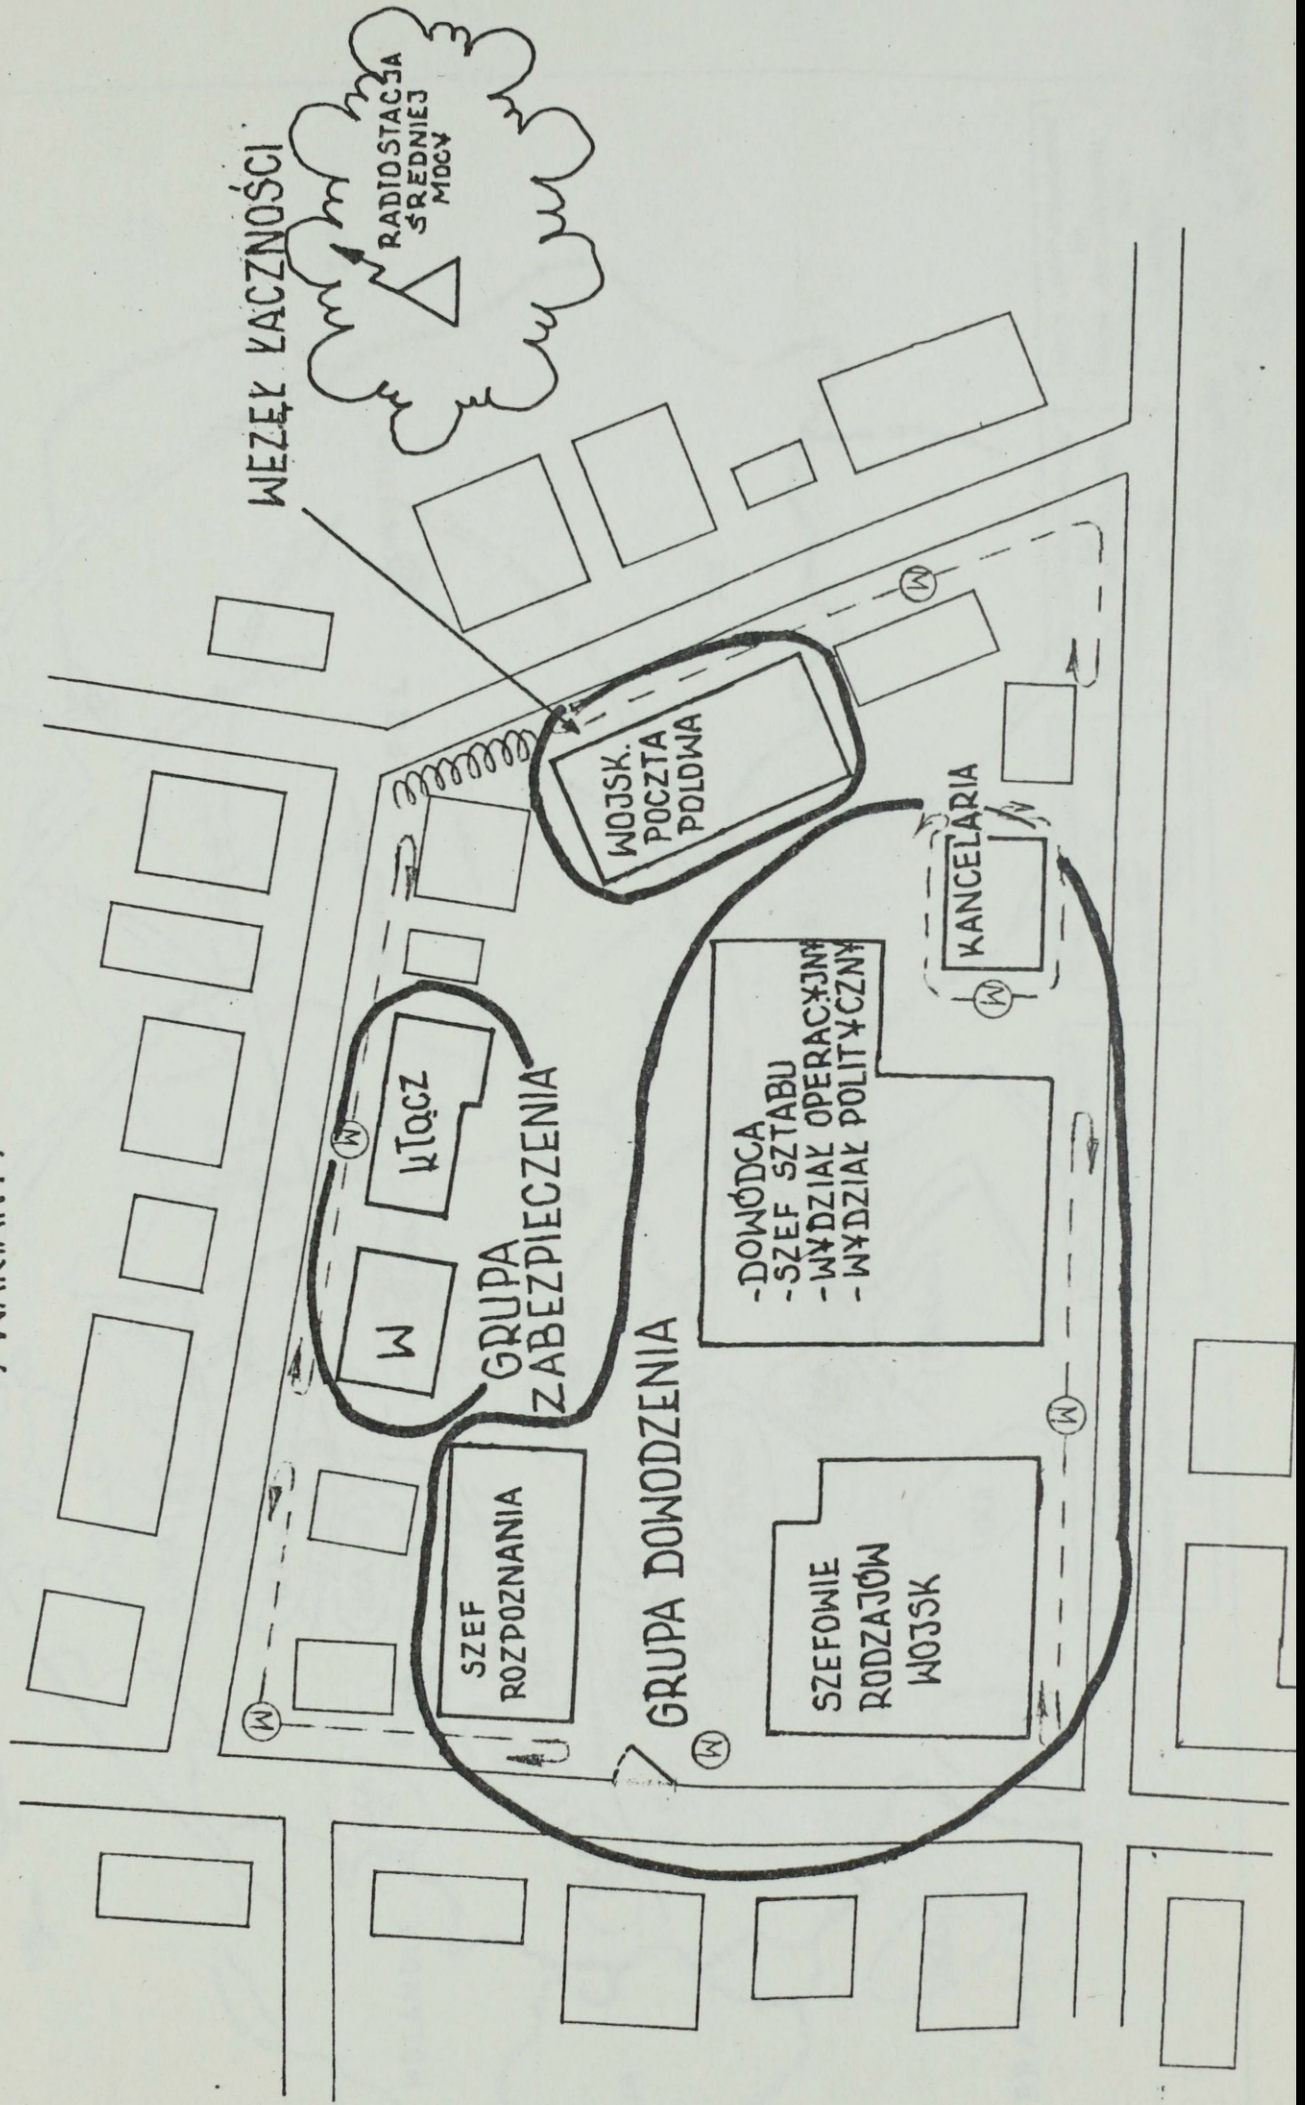 WĘZEŁ ŁĄCZNOŚCI
RADIOSTACJA
ŚREDNIEJ
MOCY
WOJSK.
POCZTA
POLOWA
M
KANCELARIA
M
M
kłącz
M
GRUPA
ZABEZPIECZENIA
-DOWÓDCA
-SZEF SZTABU
-WYDZIAŁ OPERACYJNY
-WYDZIAŁ POLITYCZNY
M
GRUPA DOWODZENIA
SZEF
ROZPOZNANIA
SZEFOWIE
RODZAJÓW
WOJSK
M
M